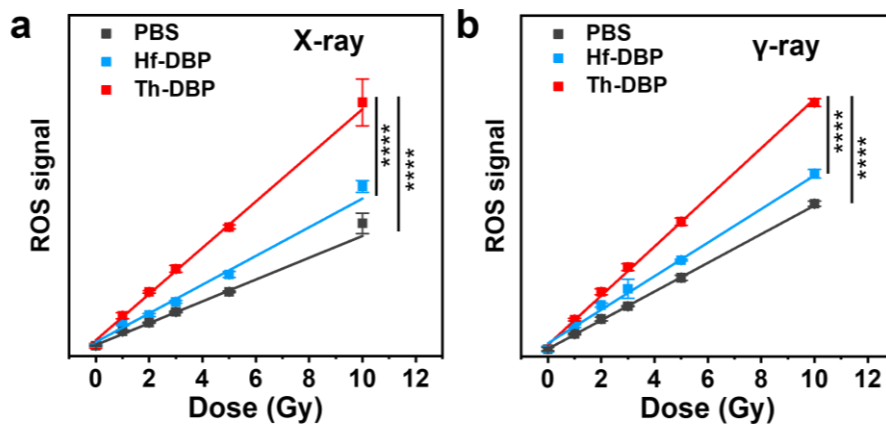 a
X-ray
PBS
Hf-DBP
Th-DBP
****
****
ROS signal
0 2 4 6 8 10 12
Dose (Gy)
b
γ-ray
PBS
Hf-DBP
Th-DBP
****
****
ROS signal
0 2 4 6 8 10 12
Dose (Gy)